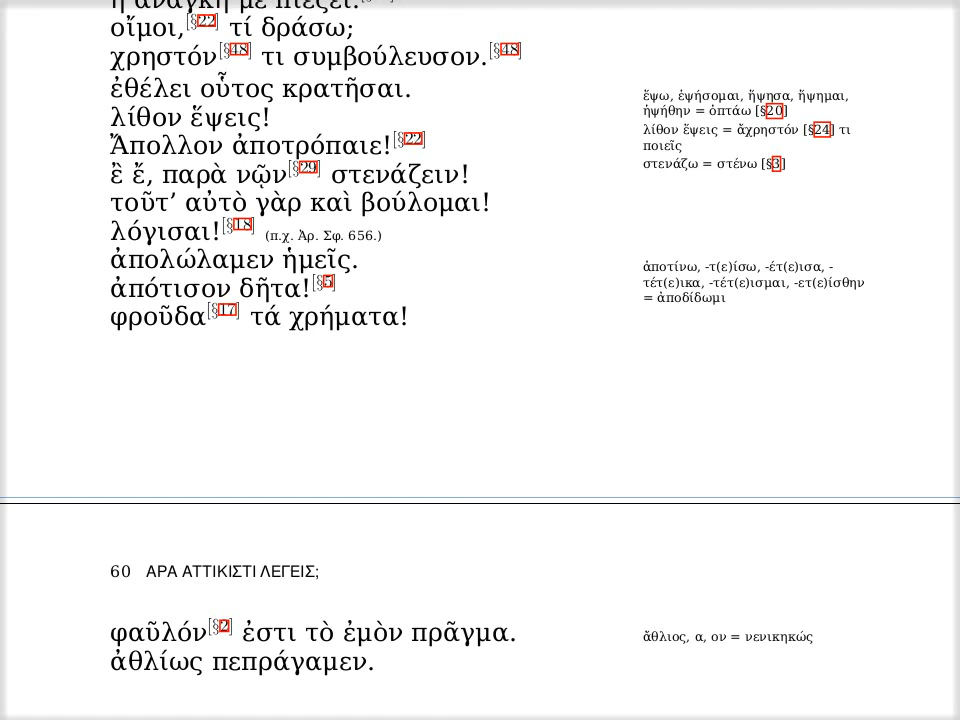 ἡ ἀνάγκη με πιέζει.
οἴμοι,[§22] τί δράσω;
χρηστόν[§48] τι συμβούλευσον.[§48]
ἐθέλει οὗτος κρατῆσαι.
λίθον ἕψεις!
Ἄπολλον ἀποτρόπαιε![§22]
ἒ ἔ, παρὰ νῷν[§29] στενάζειν!
τοῦτ’ αὐτὸ γὰρ καὶ βούλομαι!
λόγισαι![§18] (π.χ. Ἀρ. Σφ. 656.)
ἀπολώλαμεν ἡμεῖς.
ἀπότισον δῆτα![§5]
φροῦδα[§17] τά χρήματα!
ἕψω, ἑψήσομαι, ἥψησα, ἥψημαι,
ἡψήθην = ὀπτάω [§20]
λίθον ἕψεις = ἄχρηστόν [§24] τι
ποιεῖς
στενάζω = στένω [§3]
ἀποτίνω, -τ(ε)ίσω, -έτ(ε)ισα, -
τέτ(ε)ικα, -τέτ(ε)ισμαι, -ετ(ε)ίσθην
= ἀποδίδωμι
60 ΑΡΑ ΑΤΤΙΚΙΣΤΙ ΛΕΓΕΙΣ;
φαῦλόν[§2] ἐστι τὸ ἐμὸν πρᾶγμα.
ἀθλίως πεπράγαμεν.
ἄθλιος, α, ον = νενικηκώς